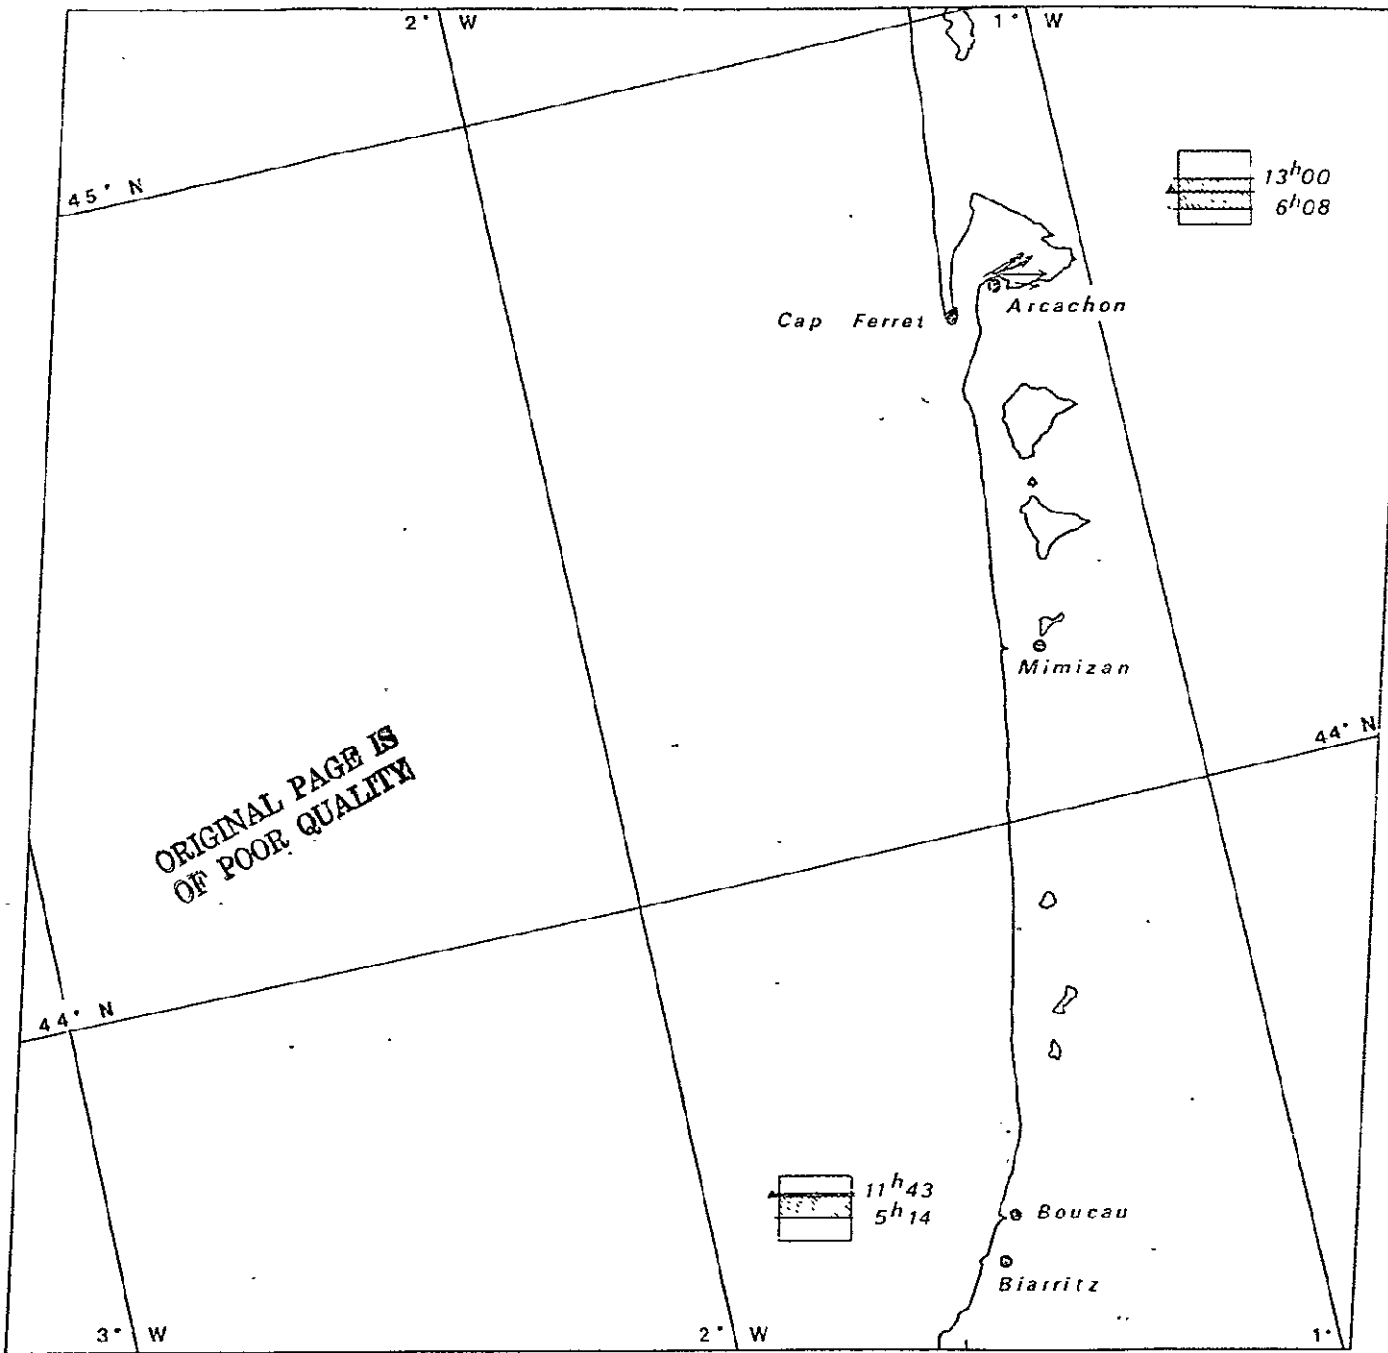 2° W
1° W
45° N
13h00
6h08
Arcachon
Cap Ferret
Mimizan
44° N
ORIGINAL PAGE IS
OF POOR QUALITY
44° N
11h43
5h14
Boucau
Biarritz
3° W
2° W
1°